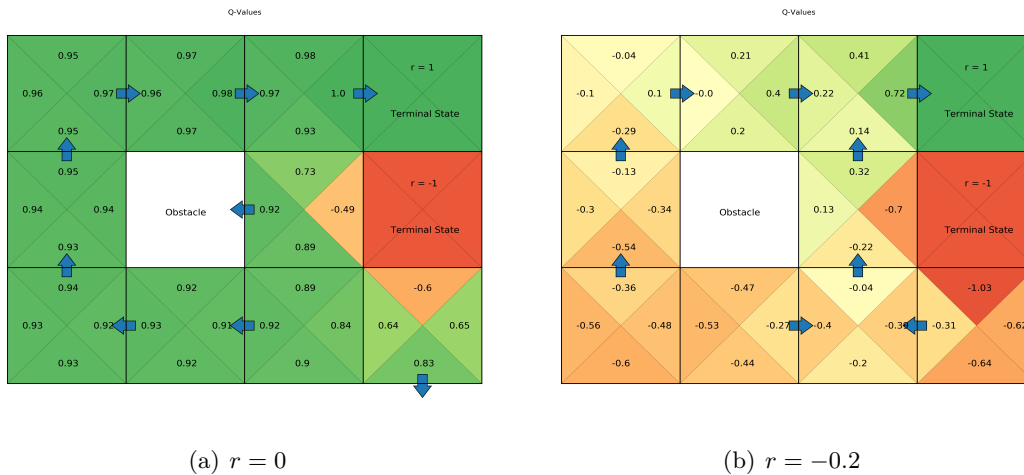 Q-Values
0.95 0.97 0.98 r = 1
0.96 0.97 0.96 0.98 0.97 1.0
Terminal State
0.95 0.97 0.93
0.95 0.73 r = -1
0.94 0.94 Obstacle 0.92 -0.49
Terminal State
0.93 0.89
0.94 0.92 0.89 -0.6
0.93 0.92 0.93 0.91 0.92 0.84 0.64 0.65
0.93 0.92 0.9 0.83
(a) r = 0
Q-Values
-0.04 0.21 0.41 r = 1
-0.1 0.1 -0.0 0.4 0.22 0.72
Terminal State
-0.29 0.2 0.14
-0.13 0.32 r = -1
-0.3 -0.34 Obstacle 0.13 -0.7
Terminal State
-0.54 -0.22
-0.36 -0.47 -0.04 -1.03
-0.56 -0.48 -0.53 -0.27 -0.4 -0.31 -0.62
-0.6 -0.44 -0.2 -0.64
(b) r = −0.2